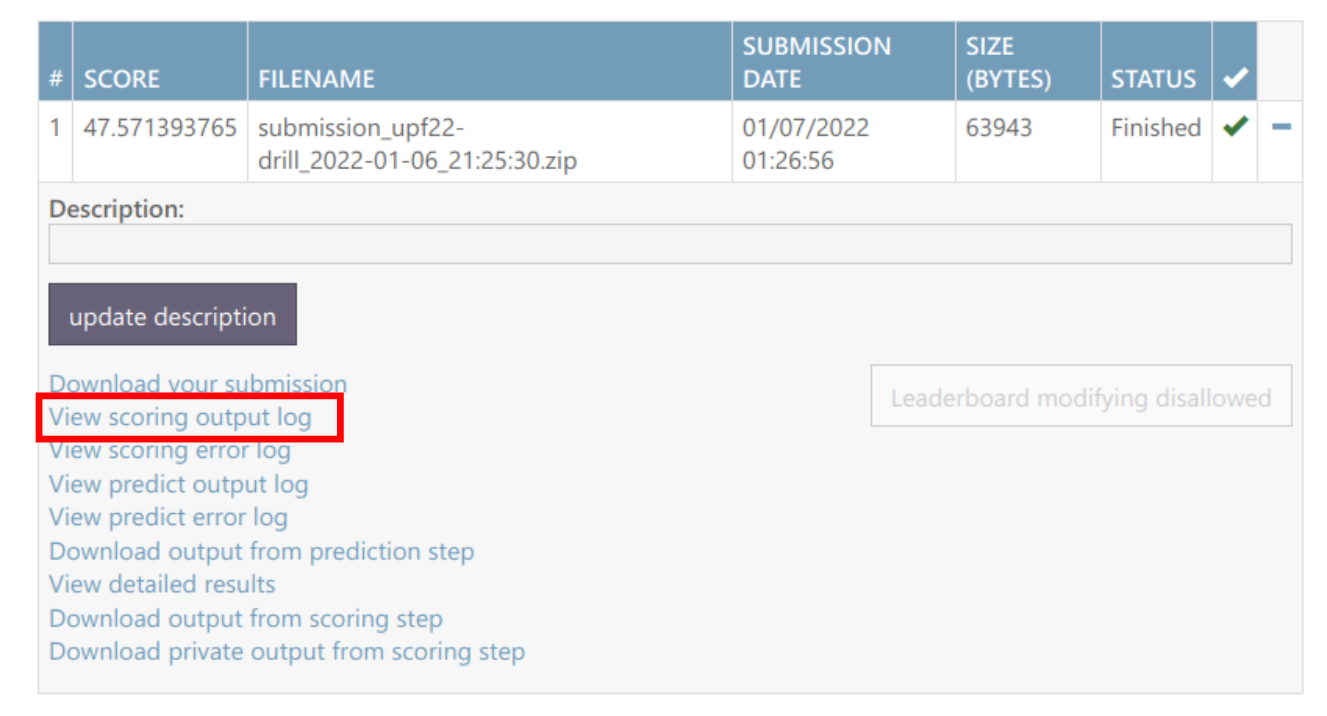 # SCORE FILENAME SUBMISSION DATE SIZE (BYTES) STATUS ✔
1 47.571393765 submission_upf22-drill_2022-01-06_21:25:30.zip 01/07/2022 01:26:56 63943 Finished ✔ −
Description:
update description
Download your submission
Leaderboard modifying disallowed
View scoring output log
View scoring error log
View predict output log
View predict error log
Download output from prediction step
View detailed results
Download output from scoring step
Download private output from scoring step